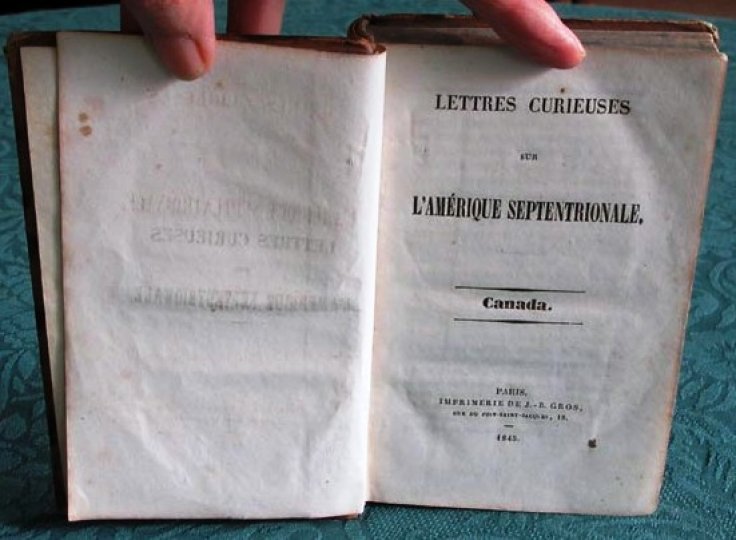 LETTRES CURIEUSES
SUR
L'AMÉRIQUE SEPTENTRIONALE.
Canada.
PARIS,
IMPRIMERIE DE J.-B. GROS,
RUE DU FOIN-SAINT-JACQUES, 18.
1845.